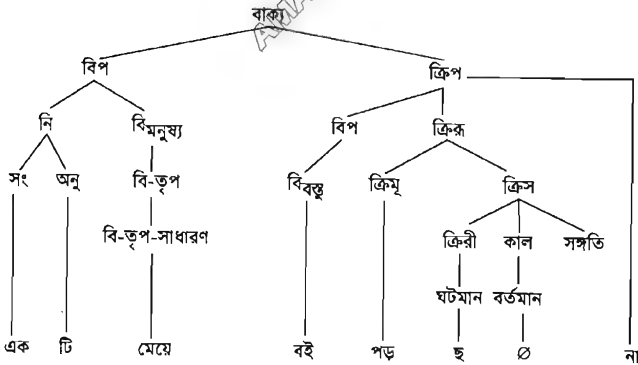 বাক্য
বিপ ক্রিপ
নি বিমনুষ্য বিপ ক্রিরূ
সং অনু বি-তৃপ বিবস্তু ক্রিমূ ক্রিস
বি-তৃপ-সাধারণ ক্রিরী কাল সঙ্গতি
ঘটমান বর্তমান
এক টি মেয়ে বই পড় ছ Ø না